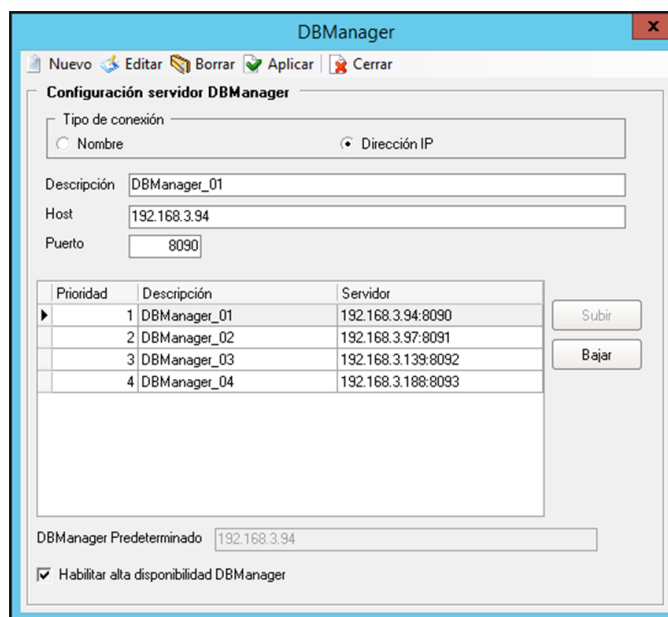 DBManager
x
Nuevo Editar Borrar Aplicar Cerrar
Configuración servidor DBManager
Tipo de conexión
Nombre Dirección IP
Descripción DBManager_01
Host 192.168.3.94
Puerto 8090
Prioridad Descripción Servidor
1 DBManager_01 192.168.3.94:8090
2 DBManager_02 192.168.3.97:8091
3 DBManager_03 192.168.3.139:8092
4 DBManager_04 192.168.3.188:8093
Subir
Bajar
DBManager Predeterminado 192.168.3.94
Habilitar alta disponibilidad DBManager